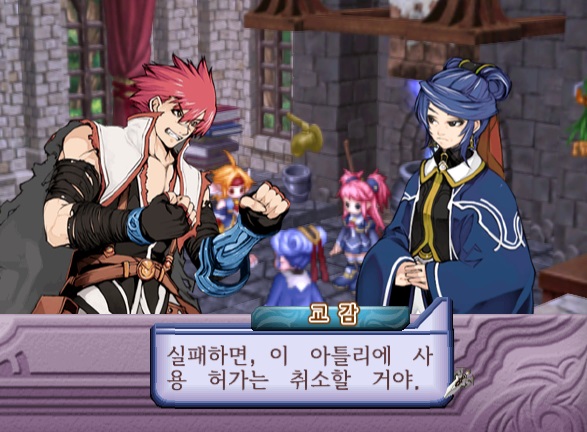 교감
실패하면, 이 아틀리에 사
용 허가는 취소할 거야.